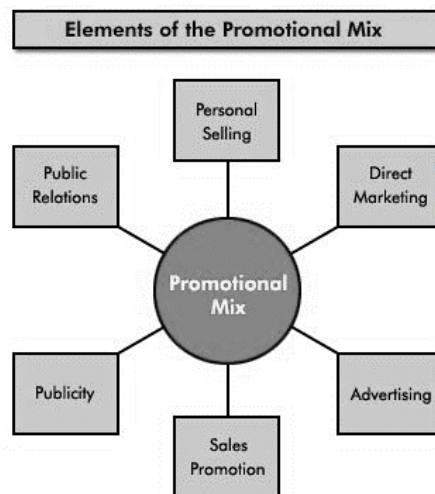 Elements of the Promotional Mix
Personal
Selling
Public
Relations
Direct
Marketing
Promotional
Mix
Publicity
Advertising
Sales
Promotion